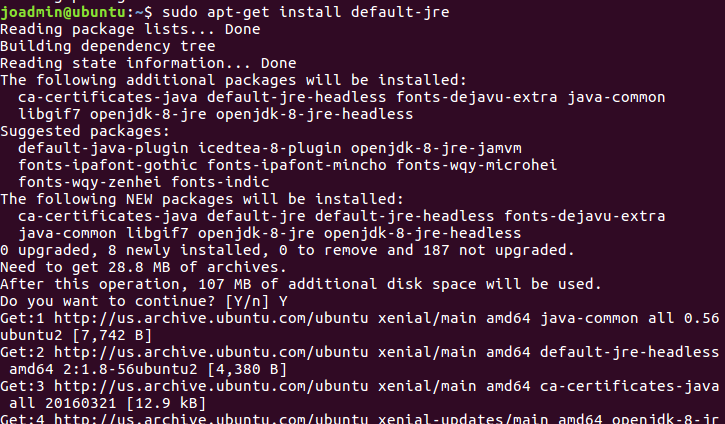 joadmin@ubuntu:~$ sudo apt-get install default-jre
Reading package lists... Done
Building dependency tree
Reading state information... Done
The following additional packages will be installed:
  ca-certificates-java default-jre-headless fonts-dejavu-extra java-common
  libgif7 openjdk-8-jre openjdk-8-jre-headless
Suggested packages:
  default-java-plugin icedtea-8-plugin openjdk-8-jre-jamvm
  fonts-ipafont-gothic fonts-ipafont-mincho fonts-wqy-microhei
  fonts-wqy-zenhei fonts-indic
The following NEW packages will be installed:
  ca-certificates-java default-jre default-jre-headless fonts-dejavu-extra
  java-common libgif7 openjdk-8-jre openjdk-8-jre-headless
0 upgraded, 8 newly installed, 0 to remove and 187 not upgraded.
Need to get 28.8 MB of archives.
After this operation, 107 MB of additional disk space will be used.
Do you want to continue? [Y/n] Y
Get:1 http://us.archive.ubuntu.com/ubuntu xenial/main amd64 java-common all 0.56
ubuntu2 [7,742 B]
Get:2 http://us.archive.ubuntu.com/ubuntu xenial/main amd64 default-jre-headless
 amd64 2:1.8-56ubuntu2 [4,380 B]
Get:3 http://us.archive.ubuntu.com/ubuntu xenial/main amd64 ca-certificates-java
 all 20160321 [12.9 kB]
Get:4 http://us.archive.ubuntu.com/ubuntu xenial-updates/main amd64 openjdk-8-jr